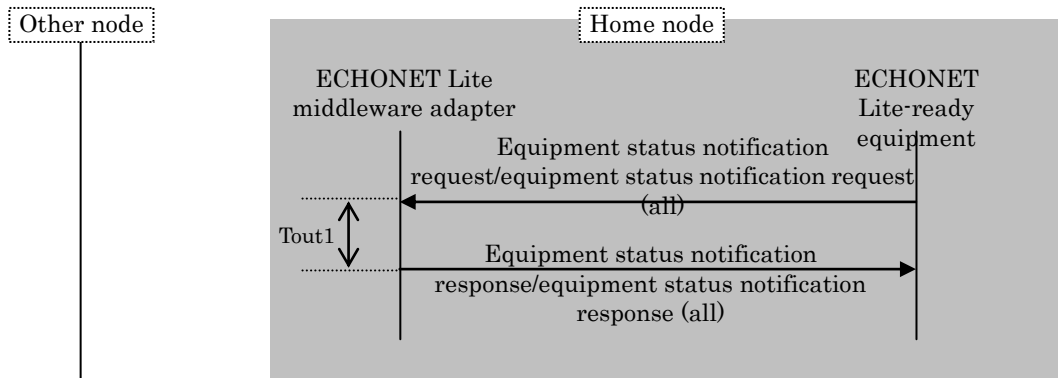 Other node
Home node
ECHONET Lite
middleware adapter
ECHONET
Lite-ready
equipment
Equipment status notification
request/equipment status notification request
(all)
Tout1
Equipment status notification
response/equipment status notification
response (all)